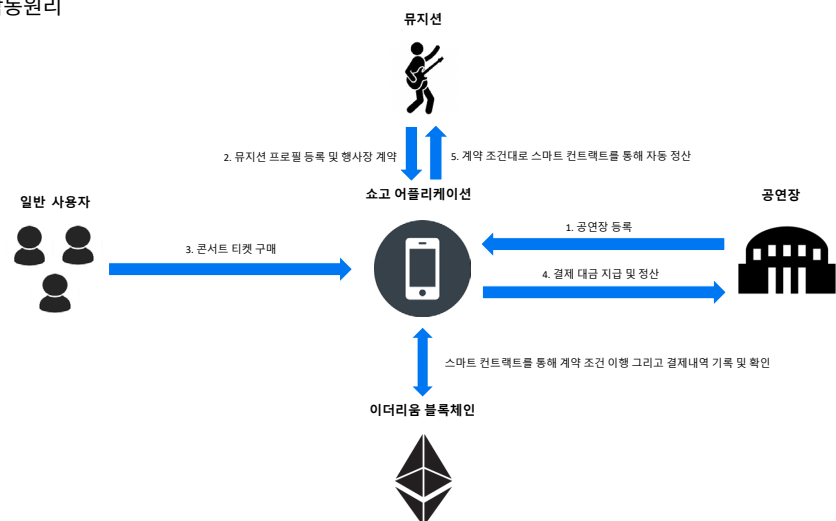 작동원리
뮤지션
2. 뮤지션 프로필 등록 및 행사장 계약
5. 계약 조건대로 스마트 컨트랙트를 통해 자동 정산
일반 사용자
쇼고 어플리케이션
공연장
1. 공연장 등록
3. 콘서트 티켓 구매
4. 결제 대금 지급 및 정산
스마트 컨트랙트를 통해 계약 조건 이행 그리고 결제내역 기록 및 확인
이더리움 블록체인